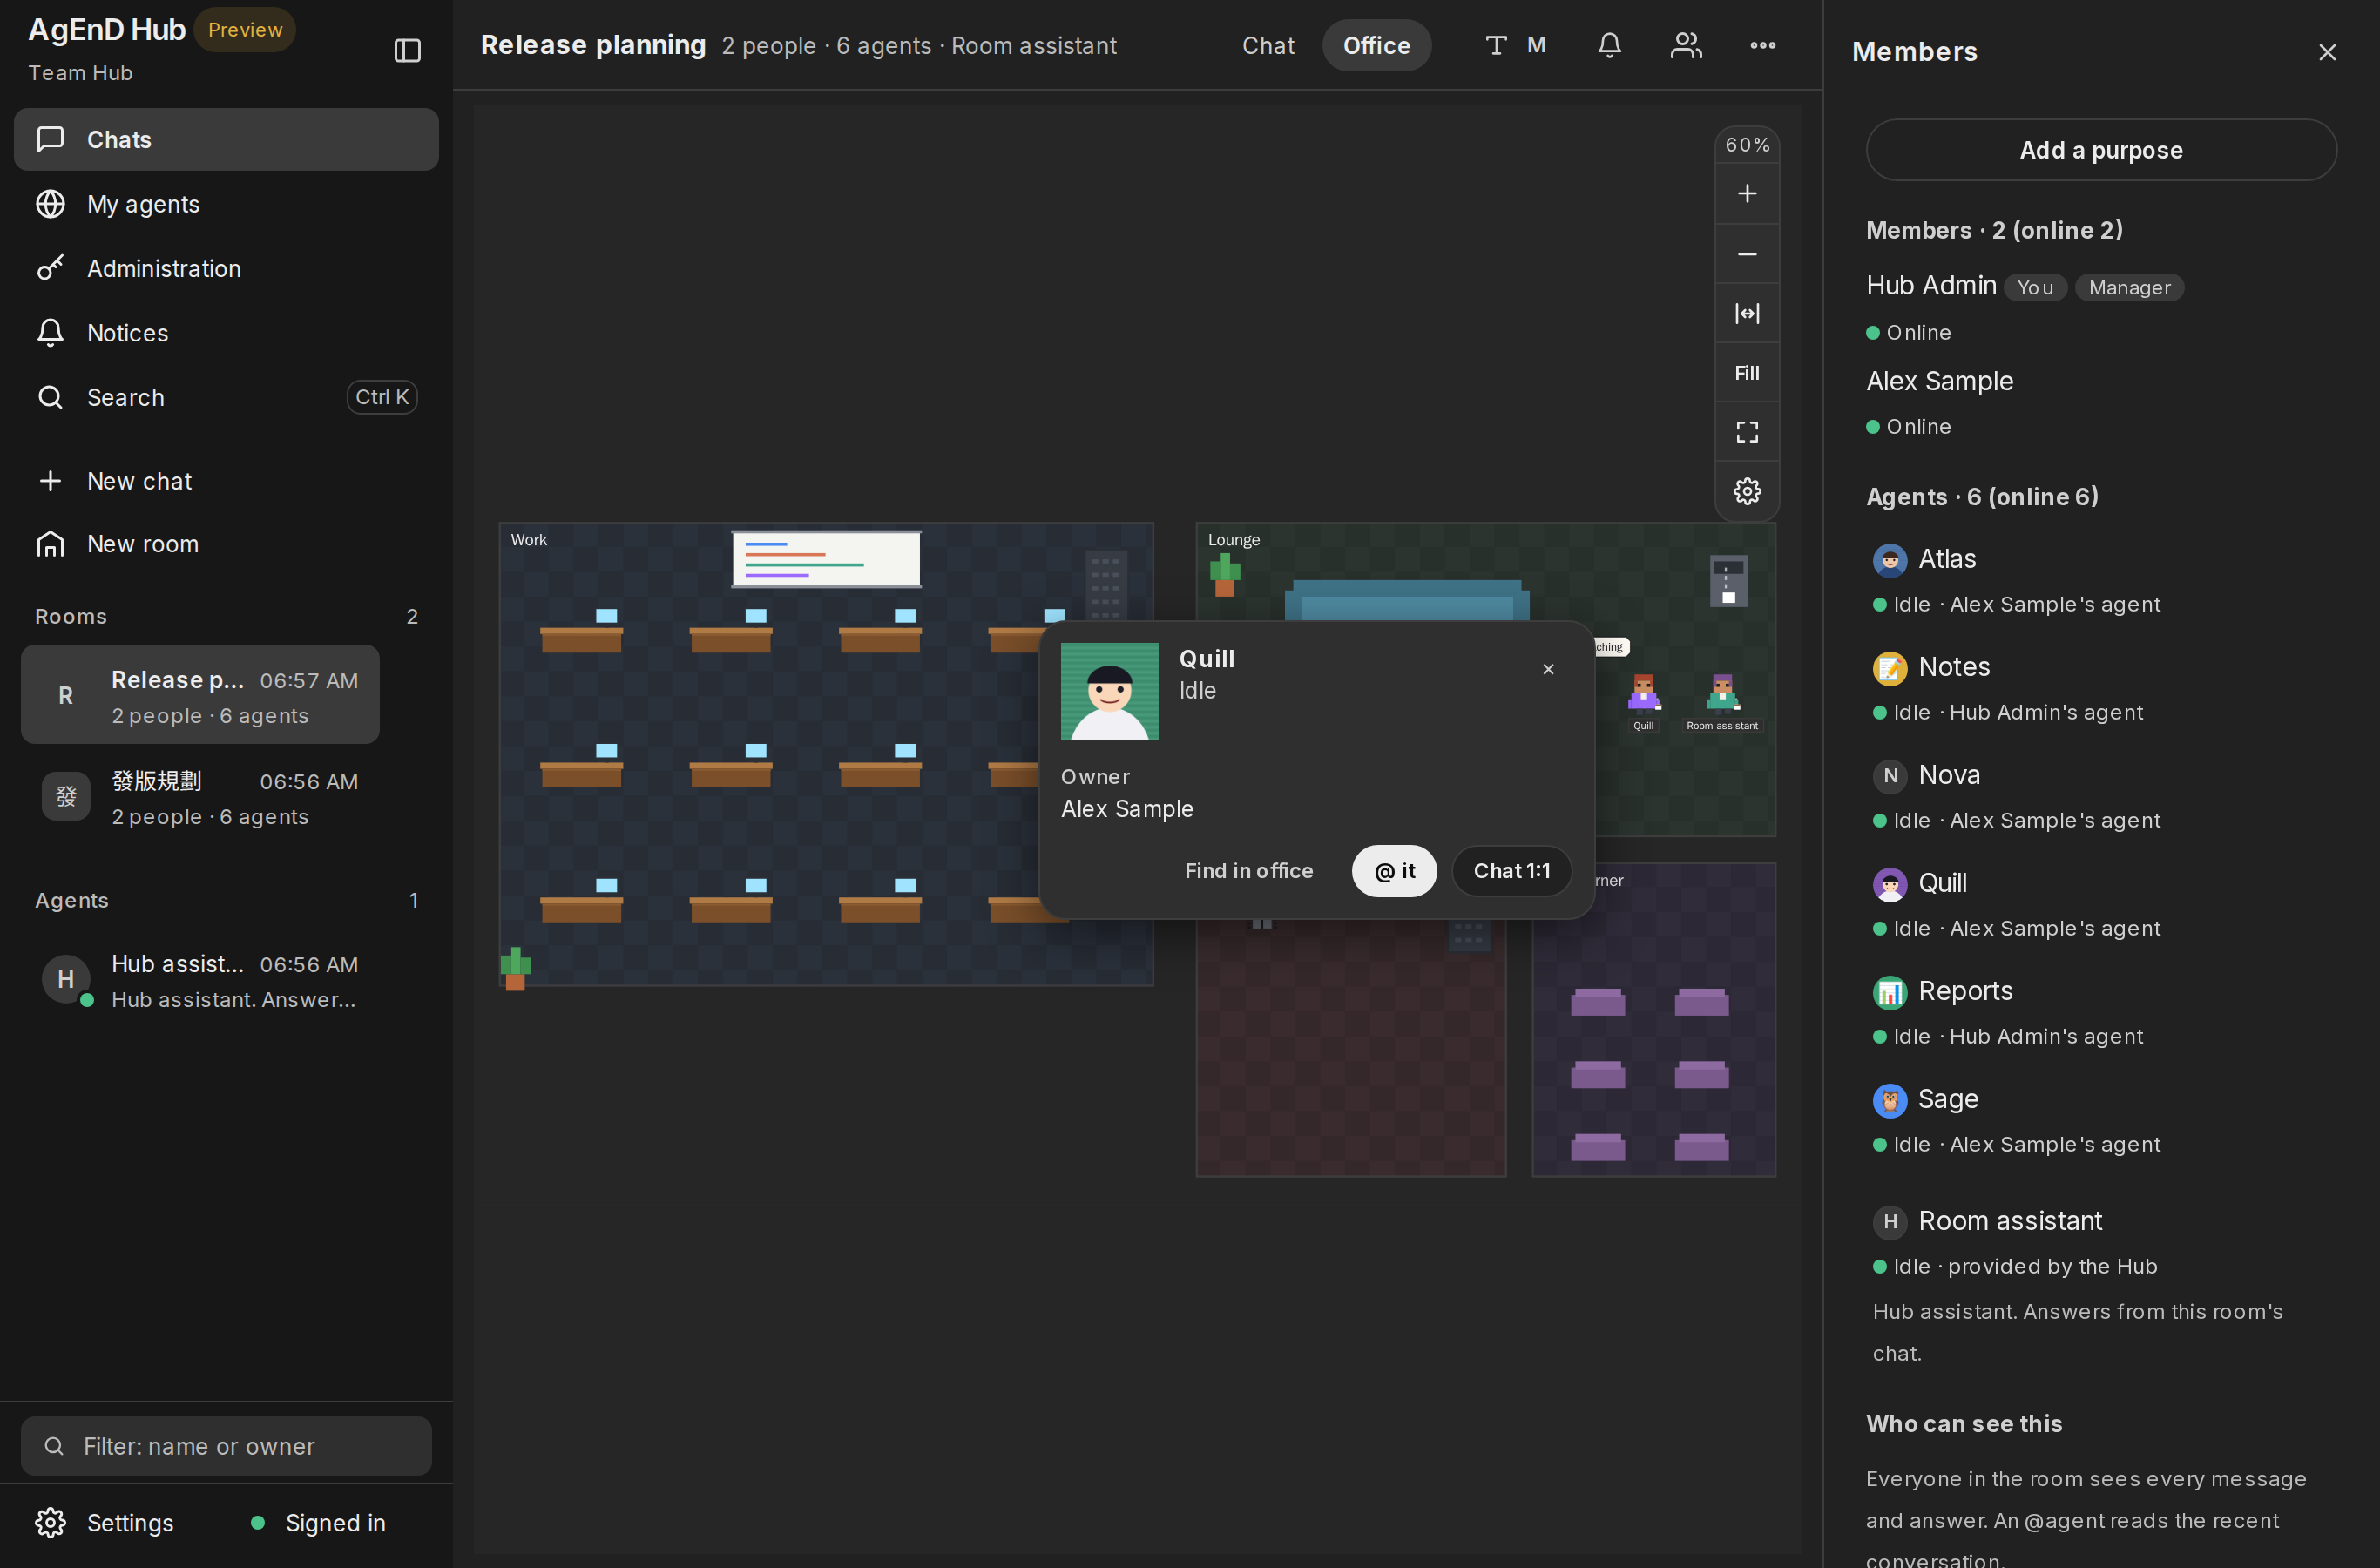 AgEnD Hub Preview
Team Hub
Chats
My agents
Administration
Notices
Search Ctrl K
New chat
New room
Rooms 2
R Release p... 06:57 AM
2 people · 6 agents
發 發版規劃 06:56 AM
2 people · 6 agents
Agents 1
H Hub assist... 06:56 AM
Hub assistant. Answer...
Filter: name or owner
Settings Signed in
Release planning 2 people · 6 agents · Room assistant
Chat Office T M
60%
Fill
Work
Lounge
ching
Quill
Room assistant
rner
Quill
Idle
×
Owner
Alex Sample
Find in office @ it Chat 1:1
Members
Add a purpose
Members · 2 (online 2)
Hub Admin You Manager
Online
Alex Sample
Online
Agents · 6 (online 6)
Atlas
Idle · Alex Sample's agent
Notes
Idle · Hub Admin's agent
N Nova
Idle · Alex Sample's agent
Quill
Idle · Alex Sample's agent
Reports
Idle · Hub Admin's agent
Sage
Idle · Alex Sample's agent
H Room assistant
Idle · provided by the Hub
Hub assistant. Answers from this room's
chat.
Who can see this
Everyone in the room sees every message
and answer. An @agent reads the recent
conversation.